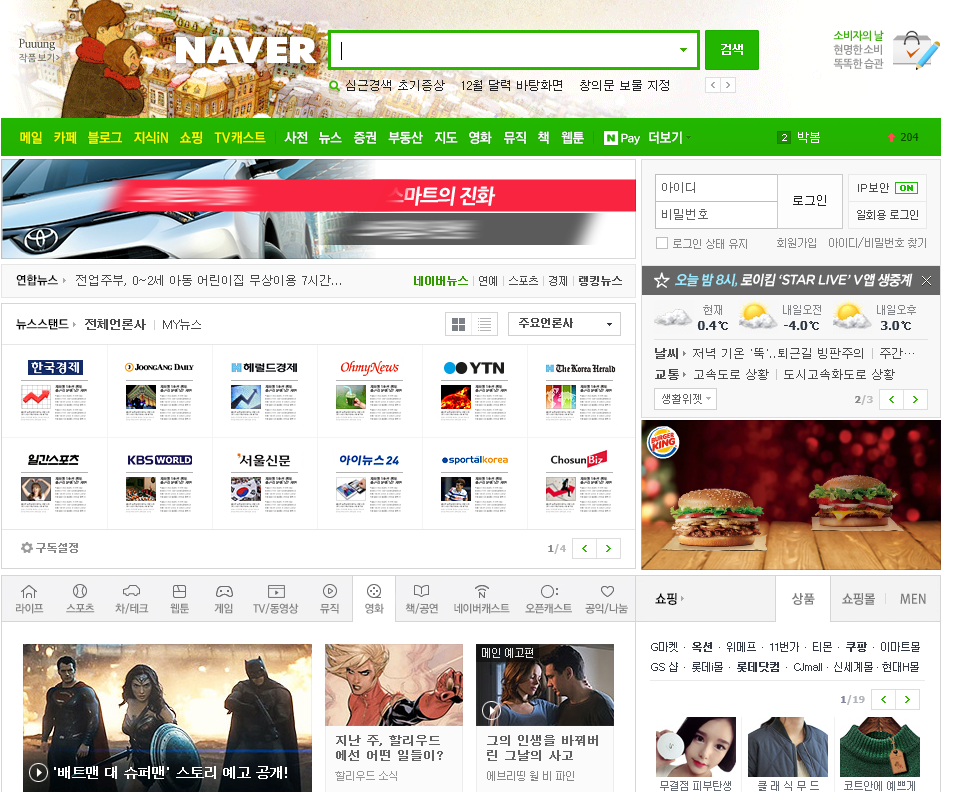 Puuung
작품 보기>
NAVER
검색
심근경색 초기증상 12월 달력 바탕화면 창의문 보물 지정
소비자의 날
현명한 소비
똑똑한 습관
메일 카페 블로그 지식iN 쇼핑 TV캐스트 사전 뉴스 증권 부동산 지도 영화 뮤직 책 웹툰 N Pay 더보기
2 박봄 204
스마트의 진화
아이디
비밀번호
로그인
IP보안 ON
일회용 로그인
로그인 상태 유지 회원가입 아이디/비밀번호 찾기
연합뉴스 전업주부, 0~2세 아동 어린이집 무상이용 7시간...
네이버뉴스 연예 스포츠 경제 랭킹뉴스
오늘 밤 8시, 로이킴 'STAR LIVE' V앱 생중계
뉴스스탠드 전체언론사 MY뉴스
주요언론사
현재 0.4℃ 내일오전 -4.0℃ 내일오후 3.0℃
날씨 저녁 기온 '뚝'..퇴근길 빙판주의 주간…
교통 고속도로 상황 도시고속화도로 상황
생활위젯 2/3
한국경제 JOONGANG DAILY 헤럴드경제 OhmyNews YTN The Korea Herald
일간스포츠 KBS WORLD 서울신문 아이뉴스24 sportalkorea ChosunBiz
구독설정 1/4
BURGER KING
라이프 스포츠 차/테크 웹툰 게임 TV/동영상 뮤직 영화 책/공연 네이버캐스트 오픈캐스트 공익/나눔
쇼핑 상품 쇼핑몰 MEN
G마켓 · 옥션 · 위메프 · 11번가 · 티몬 · 쿠팡 · 이마트몰
GS 샵 · 롯데i몰 · 롯데닷컴 · CJmall · 신세계몰 · 현대H몰
1/19
'배트맨 대 슈퍼맨' 스토리 예고 공개!
지난 주, 할리우드
에선 어떤 일들이?
할리우드 소식
메인 예고편
그의 인생을 바꿔버
린 그날의 사고
에브리띵 윌 비 파인
무결점 피부탄생
클 래 식 무 드
코트안에 예쁘게